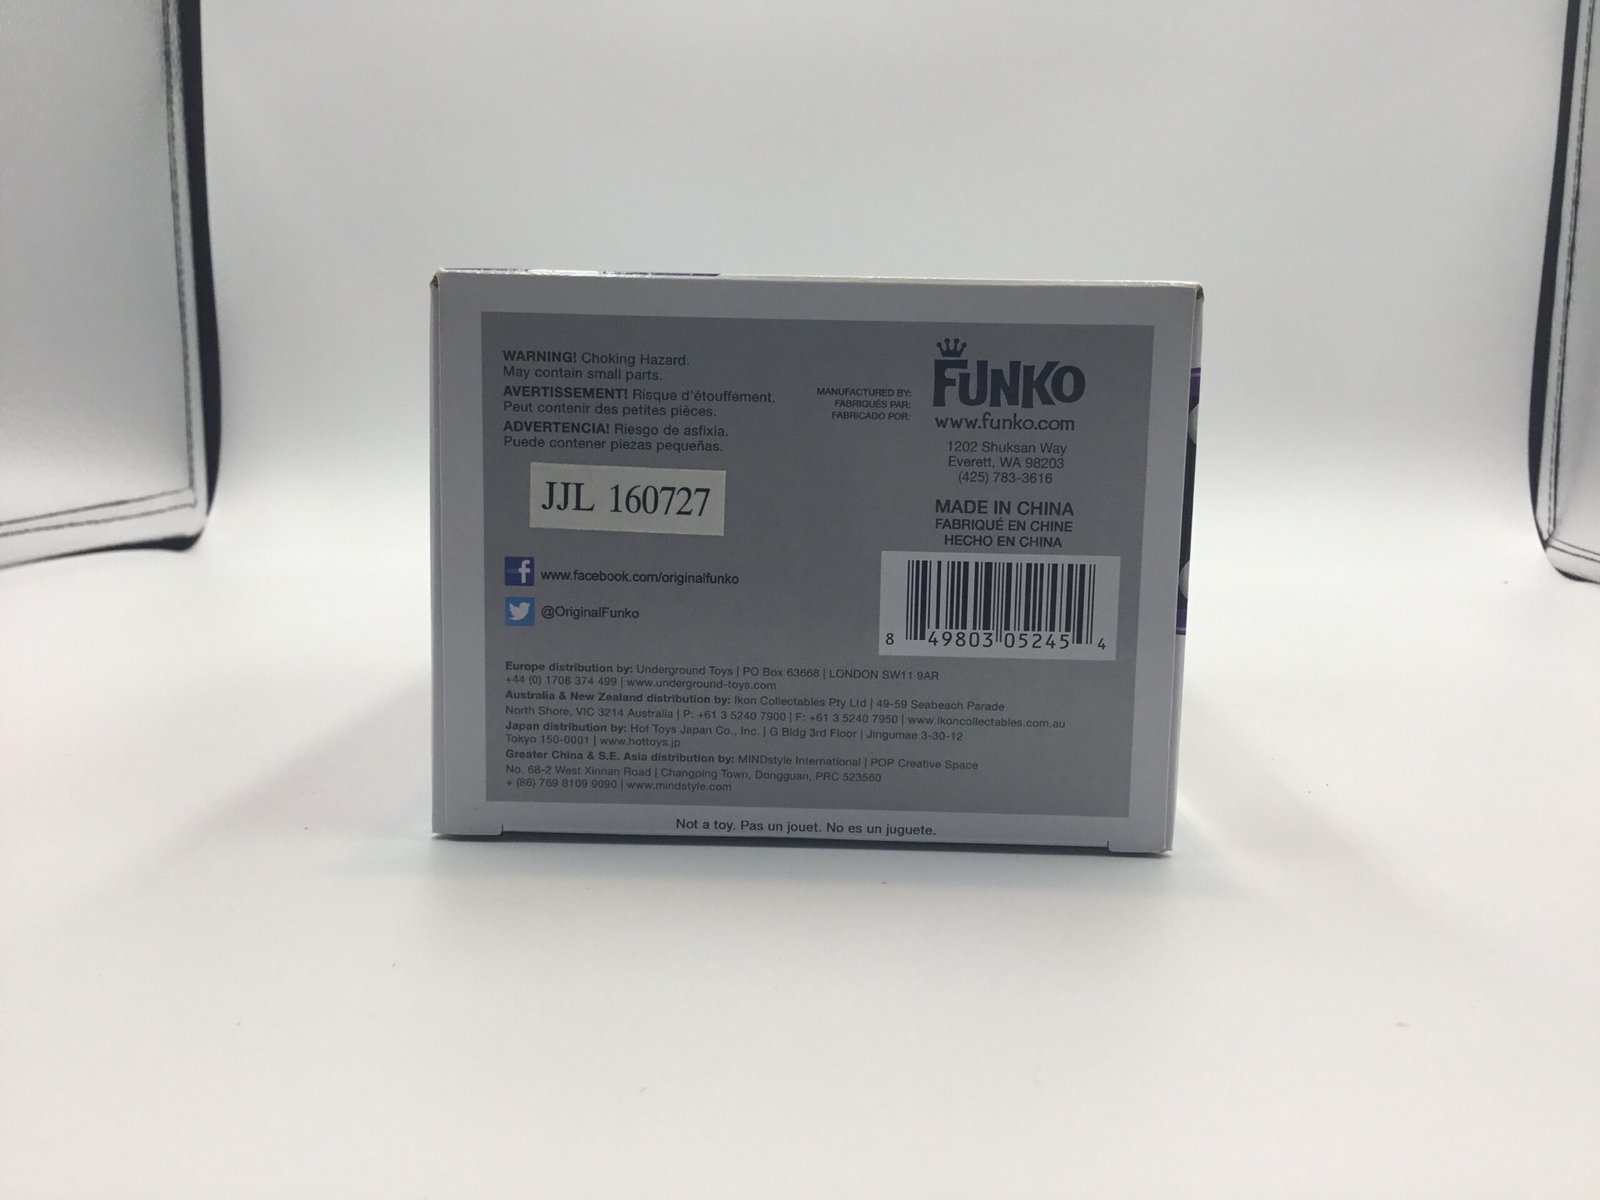 WARNING! Choking Hazard.
May contain small parts.
AVERTISSEMENT! Risque d'étouffement.
Peut contenir des petites pièces.
ADVERTENCIA! Riesgo de asfixia.
Puede contener piezas pequeñas.
JJL 160727
www.facebook.com/originalfunko
@OriginalFunko
MANUFACTURED BY:
FABRIQUÉS PAR:
FABRICADO POR:
FUNKO
www.funko.com
1202 Shuksan Way
Everett, WA 98203
(425) 783-3616
MADE IN CHINA
FABRIQUÉ EN CHINE
HECHO EN CHINA
8 49803 05245 4
Europe distribution by: Underground Toys | PO Box 63668 | LONDON SW11 9AR
+44 (0) 1708 374 499 | www.underground-toys.com
Australia & New Zealand distribution by: Ikon Collectables Pty Ltd | 49-59 Seabeach Parade
North Shore, VIC 3214 Australia | P: +61 3 5240 7900 | F: +61 3 5240 7950 | www.ikoncollectables.com.au
Japan distribution by: Hot Toys Japan Co., Inc. | G Bldg 3rd Floor | Jingumae 3-30-12
Tokyo 150-0001 | www.hottoys.jp
Greater China & S.E. Asia distribution by: MINDstyle International | POP Creative Space
No. 68-2 West Xinnan Road | Changping Town, Dongguan, PRC 523560
+ (86) 769 8109 9090 | www.mindstyle.com
Not a toy. Pas un jouet. No es un juguete.